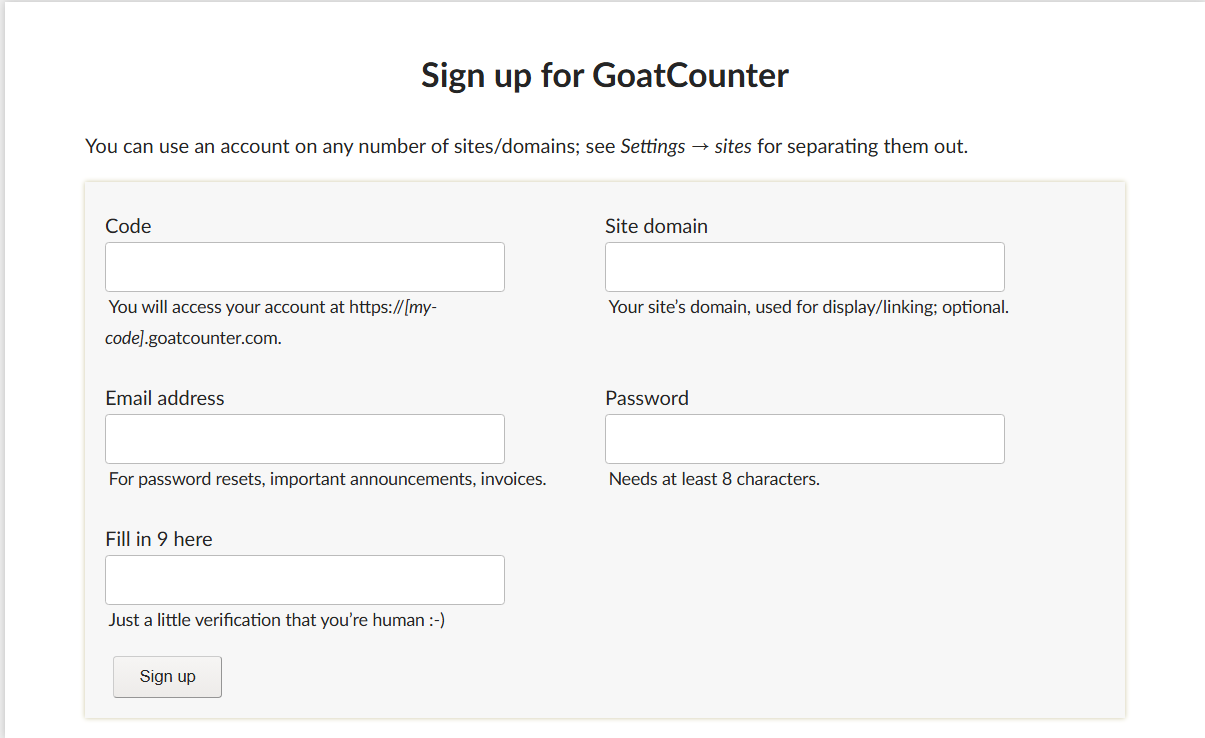 Sign up for GoatCounter
You can use an account on any number of sites/domains; see Settings → sites for separating them out.
Code
You will access your account at https://[my-
code].goatcounter.com.
Site domain
Your site’s domain, used for display/linking; optional.
Email address
For password resets, important announcements, invoices.
Password
Needs at least 8 characters.
Fill in 9 here
Just a little verification that you’re human :-)
Sign up